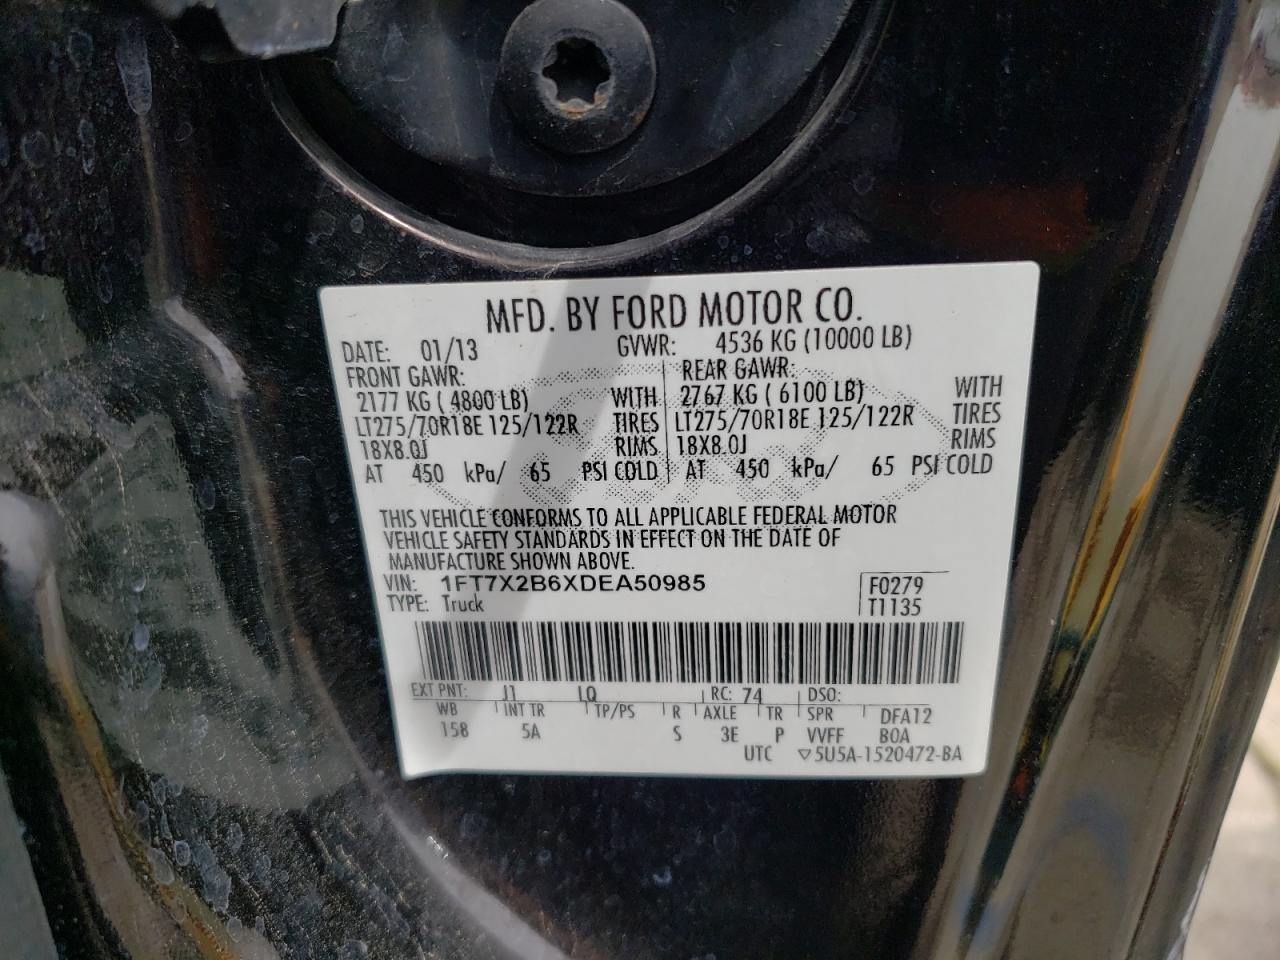 MFD. BY FORD MOTOR CO.
DATE: 01/13 GVWR: 4536 KG (10000 LB)
FRONT GAWR: REAR GAWR:
2177 KG ( 4800 LB) WITH 2767 KG ( 6100 LB) WITH
LT275/70R18E 125/122R TIRES LT275/70R18E 125/122R TIRES
18X8.0J RIMS 18X8.0J RIMS
AT 450 kPa/ 65 PSI COLD AT 450 kPa/ 65 PSI COLD
THIS VEHICLE CONFORMS TO ALL APPLICABLE FEDERAL MOTOR
VEHICLE SAFETY STANDARDS IN EFFECT ON THE DATE OF
MANUFACTURE SHOWN ABOVE.
VIN: 1FT7X2B6XDEA50985 F0279
TYPE: Truck T1135
EXT PNT: J1 LQ RC: 74 DSO:
WB INT TR TP/PS R AXLE TR SPR DFA12
158 5A S 3E P VVFF B0A
UTC ▽5U5A-1520472-BA